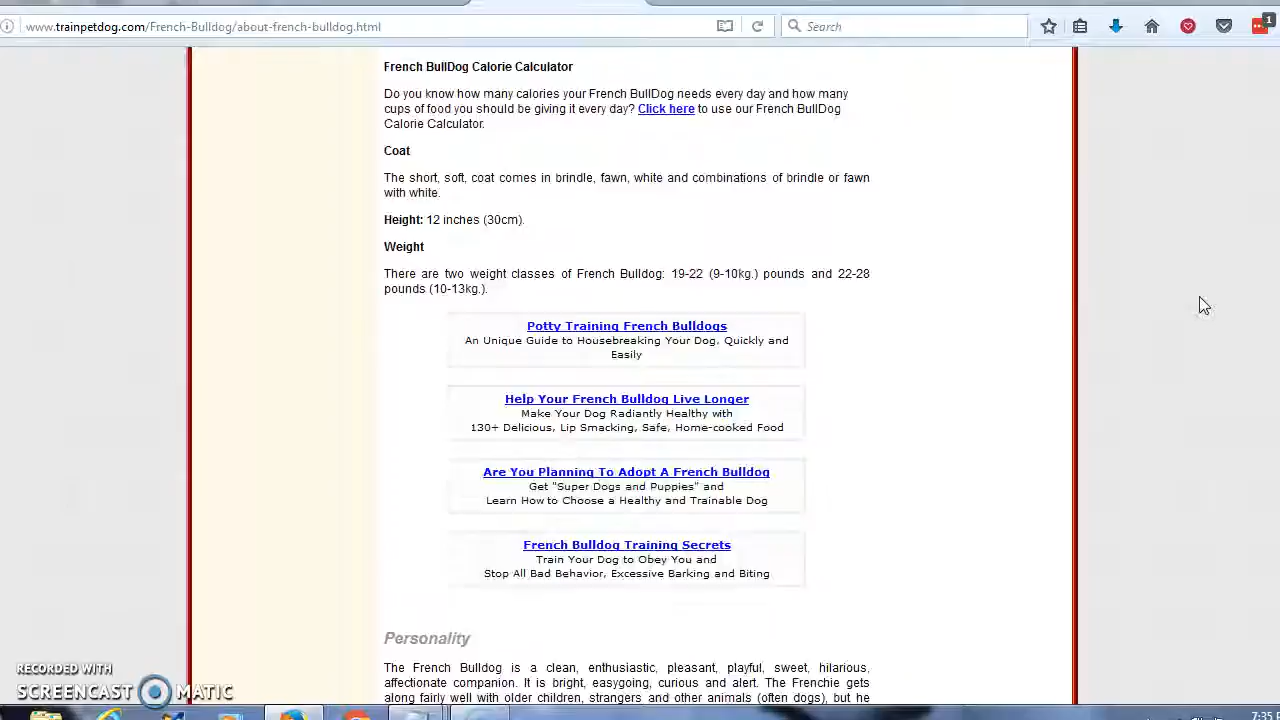 www.trainpetdog.com/French-Bulldog/about-french-bulldog.html
Search
1
French BullDog Calorie Calculator
Do you know how many calories your French BullDog needs every day and how many
cups of food you should be giving it every day? Click here to use our French BullDog
Calorie Calculator.
Coat
The short, soft, coat comes in brindle, fawn, white and combinations of brindle or fawn
with white.
Height: 12 inches (30cm).
Weight
There are two weight classes of French Bulldog: 19-22 (9-10kg.) pounds and 22-28
pounds (10-13kg.).
Potty Training French Bulldogs
An Unique Guide to Housebreaking Your Dog, Quickly and
Easily
Help Your French Bulldog Live Longer
Make Your Dog Radiantly Healthy with
130+ Delicious, Lip Smacking, Safe, Home-cooked Food
Are You Planning To Adopt A French Bulldog
Get "Super Dogs and Puppies" and
Learn How to Choose a Healthy and Trainable Dog
French Bulldog Training Secrets
Train Your Dog to Obey You and
Stop All Bad Behavior, Excessive Barking and Biting
Personality
The French Bulldog is a clean, enthusiastic, pleasant, playful, sweet, hilarious,
affectionate companion. It is bright, easygoing, curious and alert. The Frenchie gets
along fairly well with older children, strangers and other animals (often dogs), but he
RECORDED WITH
SCREENCAST MATIC
7:35